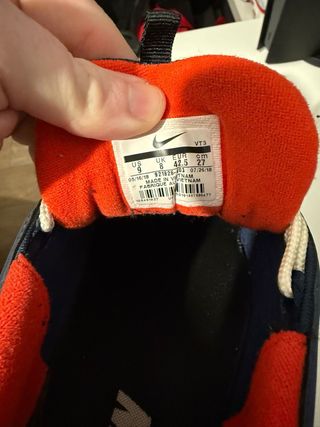 VT3
US UK EUR cm
9 8 42.5 27
05/16/18 07/26/18
MADE IN VIETNAM
FABRIQUE AU VIETNAM